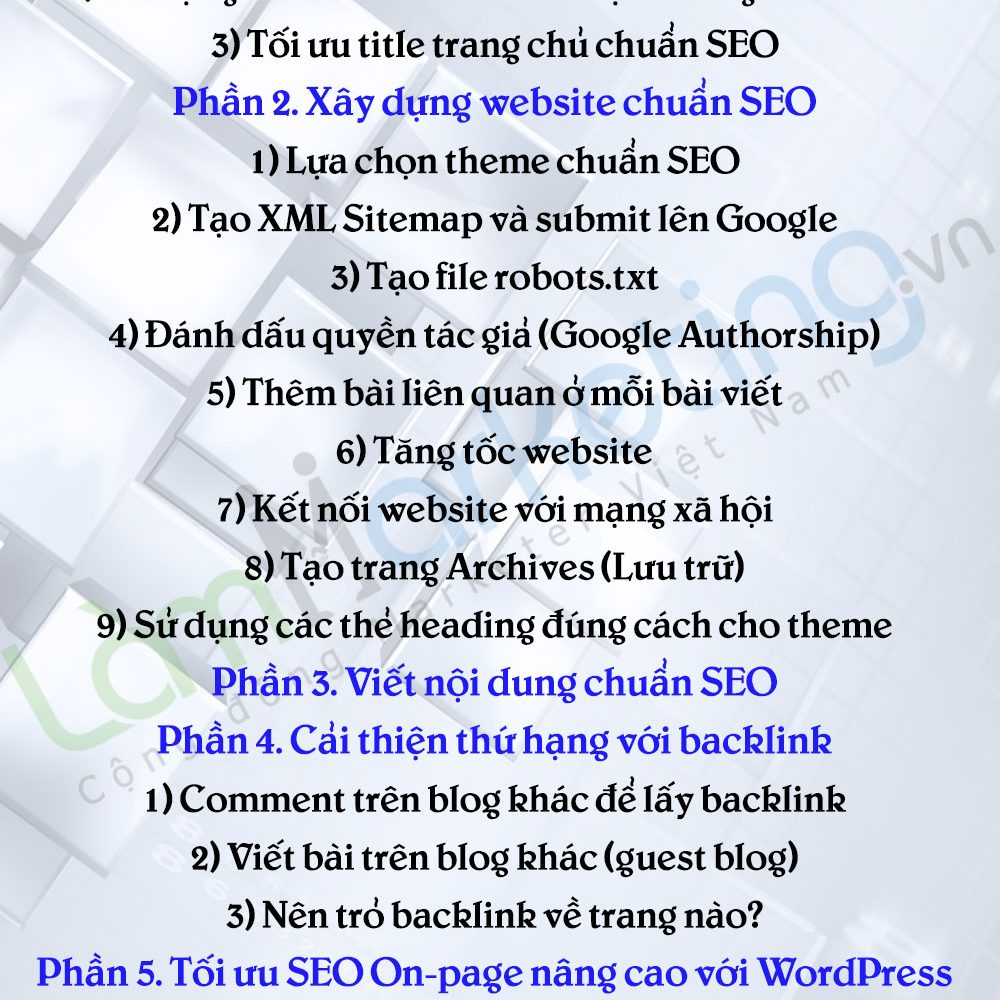 3) Tối ưu title trang chủ chuẩn SEO
Phần 2. Xây dựng website chuẩn SEO
1) Lựa chọn theme chuẩn SEO
2) Tạo XML Sitemap và submit lên Google
3) Tạo file robots.txt
4) Đánh dấu quyền tác giả (Google Authorship)
5) Thêm bài liên quan ở mỗi bài viết
6) Tăng tốc website
7) Kết nối website với mạng xã hội
8) Tạo trang Archives (Lưu trữ)
9) Sử dụng các thẻ heading đúng cách cho theme
Phần 3. Viết nội dung chuẩn SEO
Phần 4. Cải thiện thứ hạng với backlink
1) Comment trên blog khác để lấy backlink
2) Viết bài trên blog khác (guest blog)
3) Nên trỏ backlink về trang nào?
Phần 5. Tối ưu SEO On-page nâng cao với WordPress
LàmMarketing.vn
Cộng đồng Marketer Việt Nam